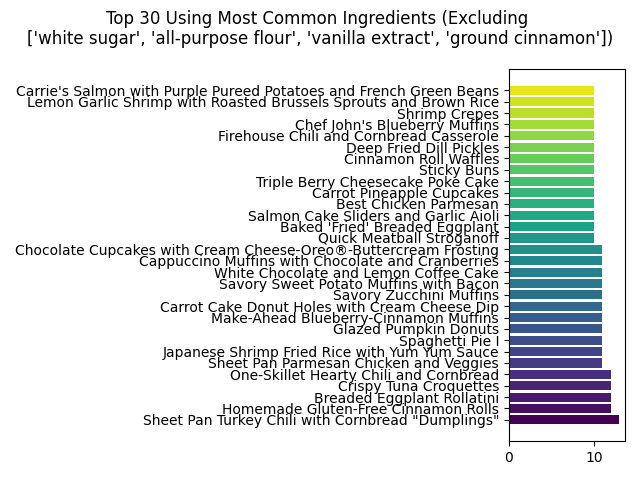 Top 30 Using Most Common Ingredients (Excluding
['white sugar', 'all-purpose flour', 'vanilla extract', 'ground cinnamon'])
Carrie's Salmon with Purple Pureed Potatoes and French Green Beans
Lemon Garlic Shrimp with Roasted Brussels Sprouts and Brown Rice
Shrimp Crepes
Chef John's Blueberry Muffins
Firehouse Chili and Cornbread Casserole
Deep Fried Dill Pickles
Cinnamon Roll Waffles
Sticky Buns
Triple Berry Cheesecake Poke Cake
Carrot Pineapple Cupcakes
Best Chicken Parmesan
Salmon Cake Sliders and Garlic Aioli
Baked 'Fried' Breaded Eggplant
Quick Meatball Stroganoff
Chocolate Cupcakes with Cream Cheese-Oreo®-Buttercream Frosting
Cappuccino Muffins with Chocolate and Cranberries
White Chocolate and Lemon Coffee Cake
Savory Sweet Potato Muffins with Bacon
Savory Zucchini Muffins
Carrot Cake Donut Holes with Cream Cheese Dip
Make-Ahead Blueberry-Cinnamon Muffins
Glazed Pumpkin Donuts
Spaghetti Pie I
Japanese Shrimp Fried Rice with Yum Yum Sauce
Sheet Pan Parmesan Chicken and Veggies
One-Skillet Hearty Chili and Cornbread
Crispy Tuna Croquettes
Breaded Eggplant Rollatini
Homemade Gluten-Free Cinnamon Rolls
Sheet Pan Turkey Chili with Cornbread "Dumplings"
0 10